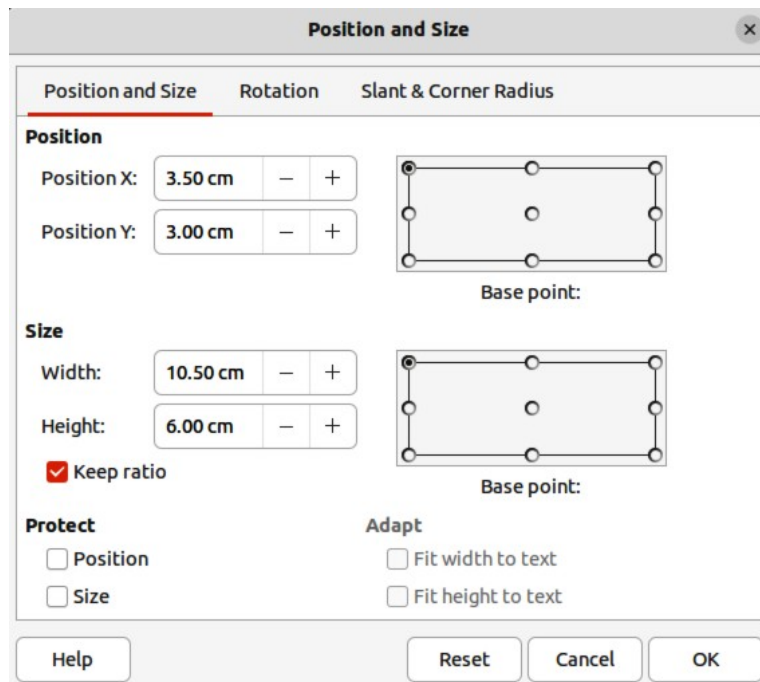 Position and Size
Position and Size Rotation Slant & Corner Radius
Position
Position X: 3.50 cm − +
Position Y: 3.00 cm − +
Base point:
Size
Width: 10.50 cm − +
Height: 6.00 cm − +
Keep ratio
Base point:
Protect Adapt
Position Fit width to text
Size Fit height to text
Help Reset Cancel OK